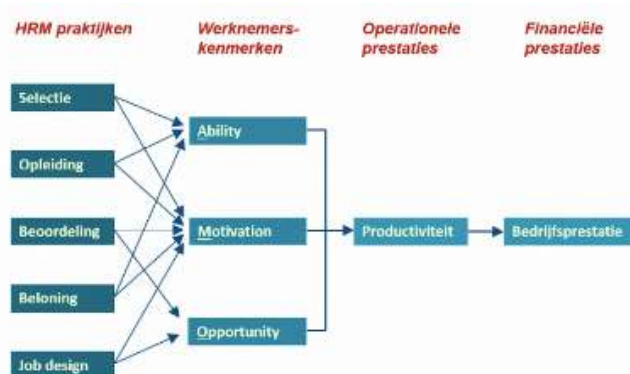 HRM praktijken
Werknemers-
kenmerken
Operationele
prestaties
Financiële
prestaties
Selectie
Opleiding
Beoordeling
Beloning
Job design
Ability
Motivation
Opportunity
Productiviteit
Bedrijfsprestatie